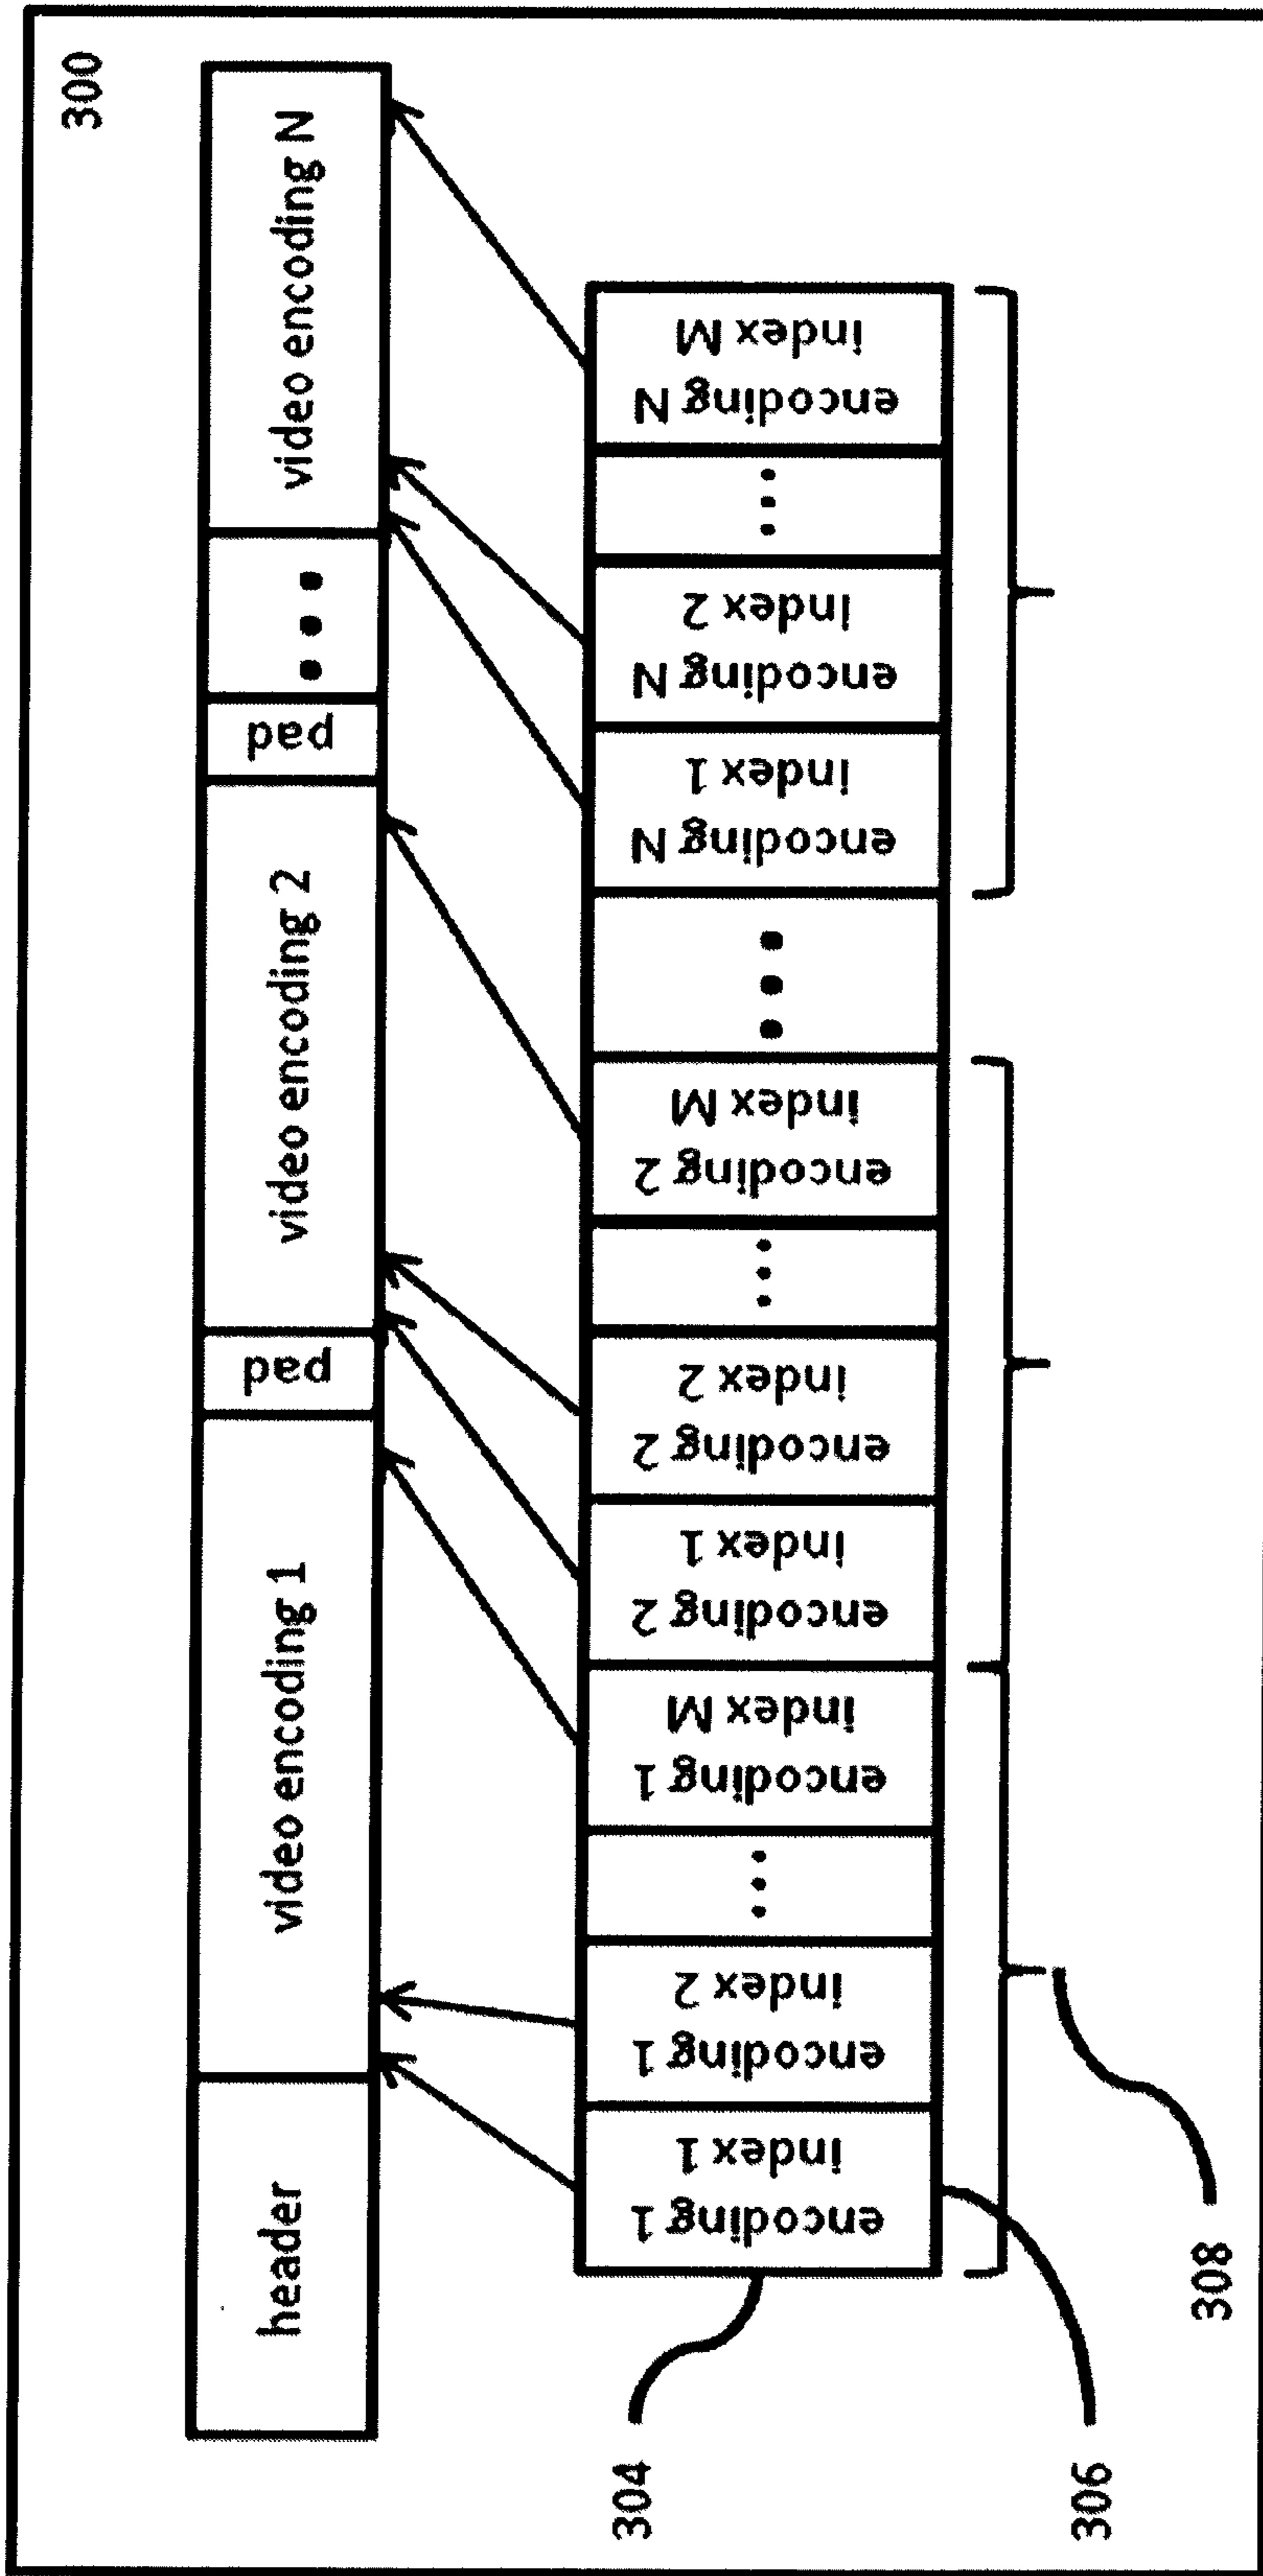 300
header
video encoding 1
pad
video encoding 2
pad
...
video encoding N
304
encoding 1
index 1
encoding 1
index 2
...
encoding 1
index M
encoding 2
index 1
encoding 2
index 2
...
encoding 2
index M
...
encoding N
index 1
encoding N
index 2
...
encoding N
index M
306
308